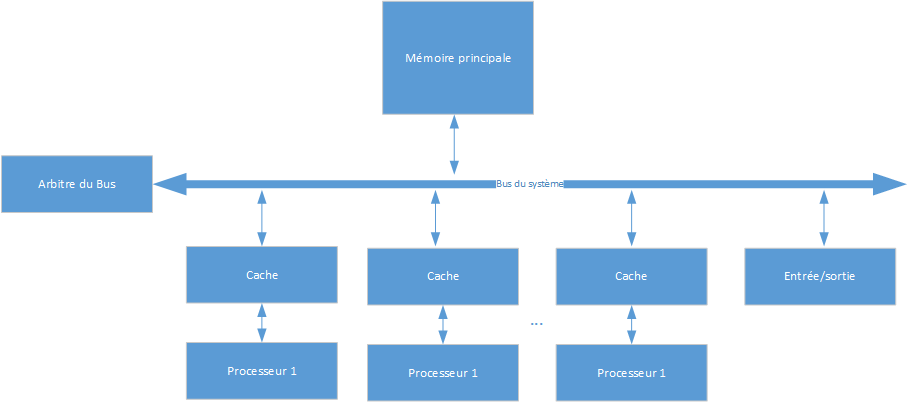 Mémoire principale
Arbitre du Bus
Bus du système
Cache
Cache
Cache
Entrée/sortie
...
Processeur 1
Processeur 1
Processeur 1